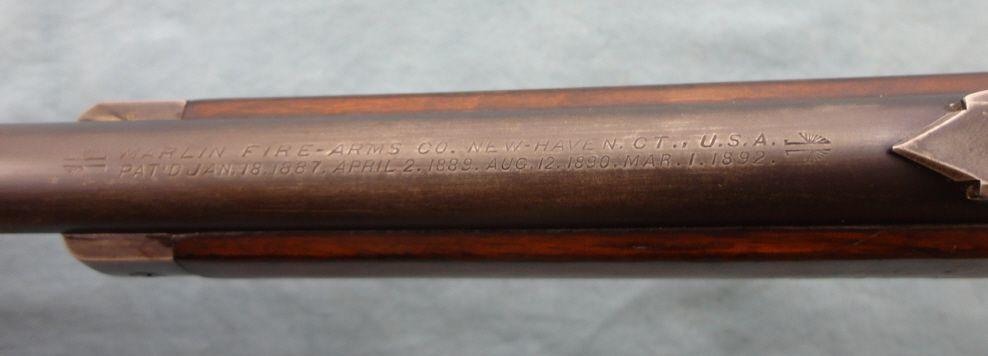 MARLIN FIRE-ARMS CO. NEW-HAVEN. CT., U.S.A.
PAT'D JAN. 18. 1887. APRIL 2. 1889. AUG. 12. 1890. MAR. 1. 1892.